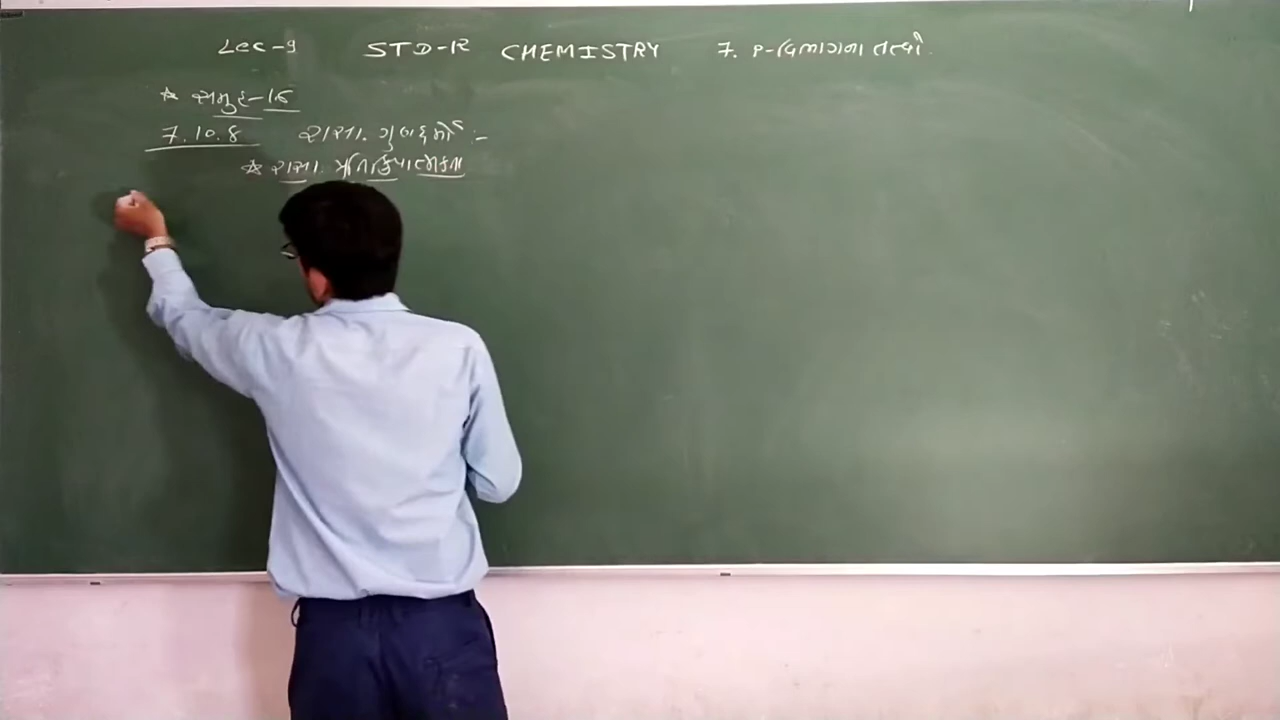 Lec-9 STD-12 CHEMISTRY 7. P-વિભાગના તત્વો.
★ સમુહ-16
7.10.8 રાસા. ગુણધર્મો :-
★ રાસા. પ્રતિક્રિયાત્મકતા